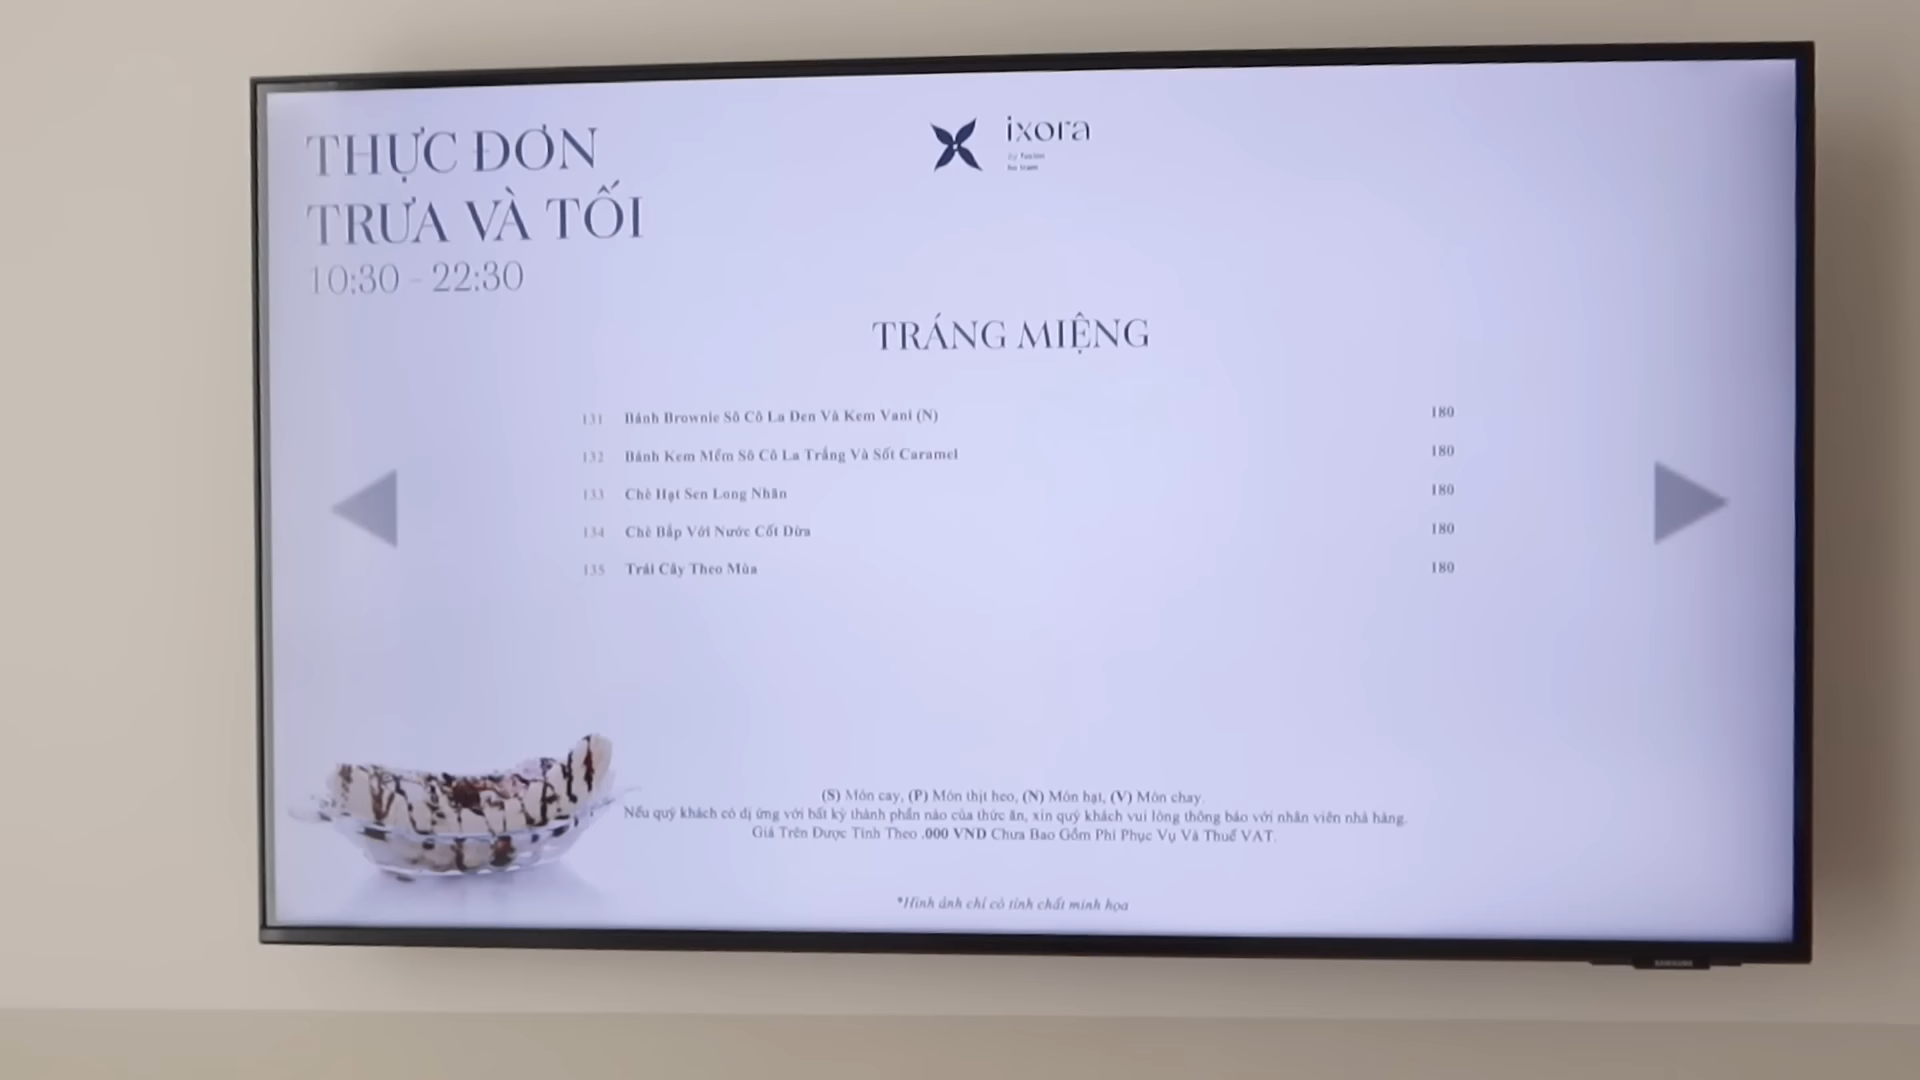 THỰC ĐƠN
TRƯA VÀ TỐI
10:30 - 22:30
ixora
by fusion
ho tram
TRÁNG MIỆNG
131 Bánh Brownie Sô Cô La Đen Và Kem Vani (N) 180
132 Bánh Kem Mềm Sô Cô La Trắng Và Sốt Caramel 180
133 Chè Hạt Sen Long Nhãn 180
134 Chè Bắp Với Nước Cốt Dừa 180
135 Trái Cây Theo Mùa 180
(S) Món cay, (P) Món thịt heo, (N) Món hạt, (V) Món chay.
Nếu quý khách có dị ứng với bất kỳ thành phần nào của thức ăn, xin quý khách vui lòng thông báo với nhân viên nhà hàng.
Giá Trên Được Tính Theo .000 VND Chưa Bao Gồm Phí Phục Vụ Và Thuế VAT.
*Hình ảnh chỉ có tính chất minh họa
SAMSUNG